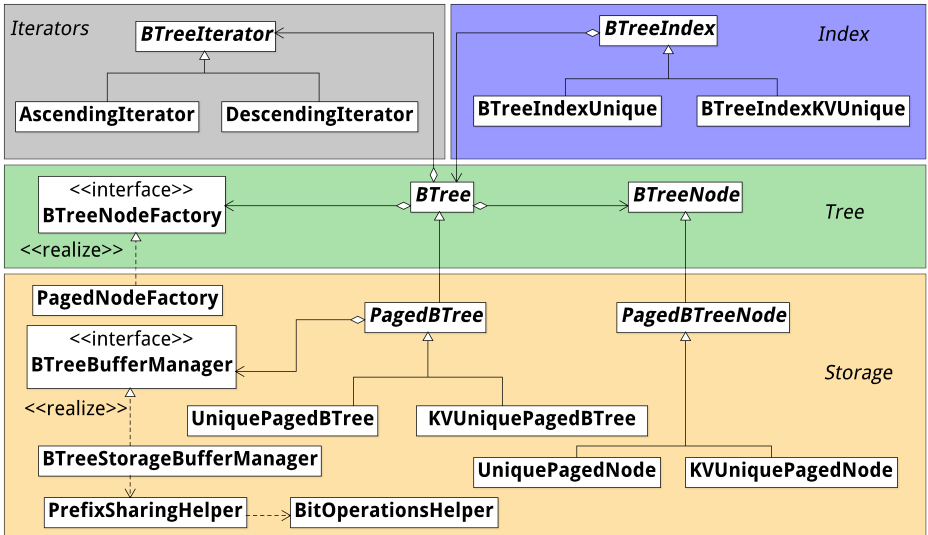 Iterators
BTreeIterator
AscendingIterator
DescendingIterator
BTreeIndex
Index
BTreeIndexUnique
BTreeIndexKVUnique
<<interface>>
BTreeNodeFactory
<<realize>>
BTree
BTreeNode
Tree
PagedNodeFactory
<<interface>>
BTreeBufferManager
<<realize>>
PagedBTree
PagedBTreeNode
Storage
UniquePagedBTree
KVUniquePagedBTree
BTreeStorageBufferManager
UniquePagedNode
KVUniquePagedNode
PrefixSharingHelper
BitOperationsHelper